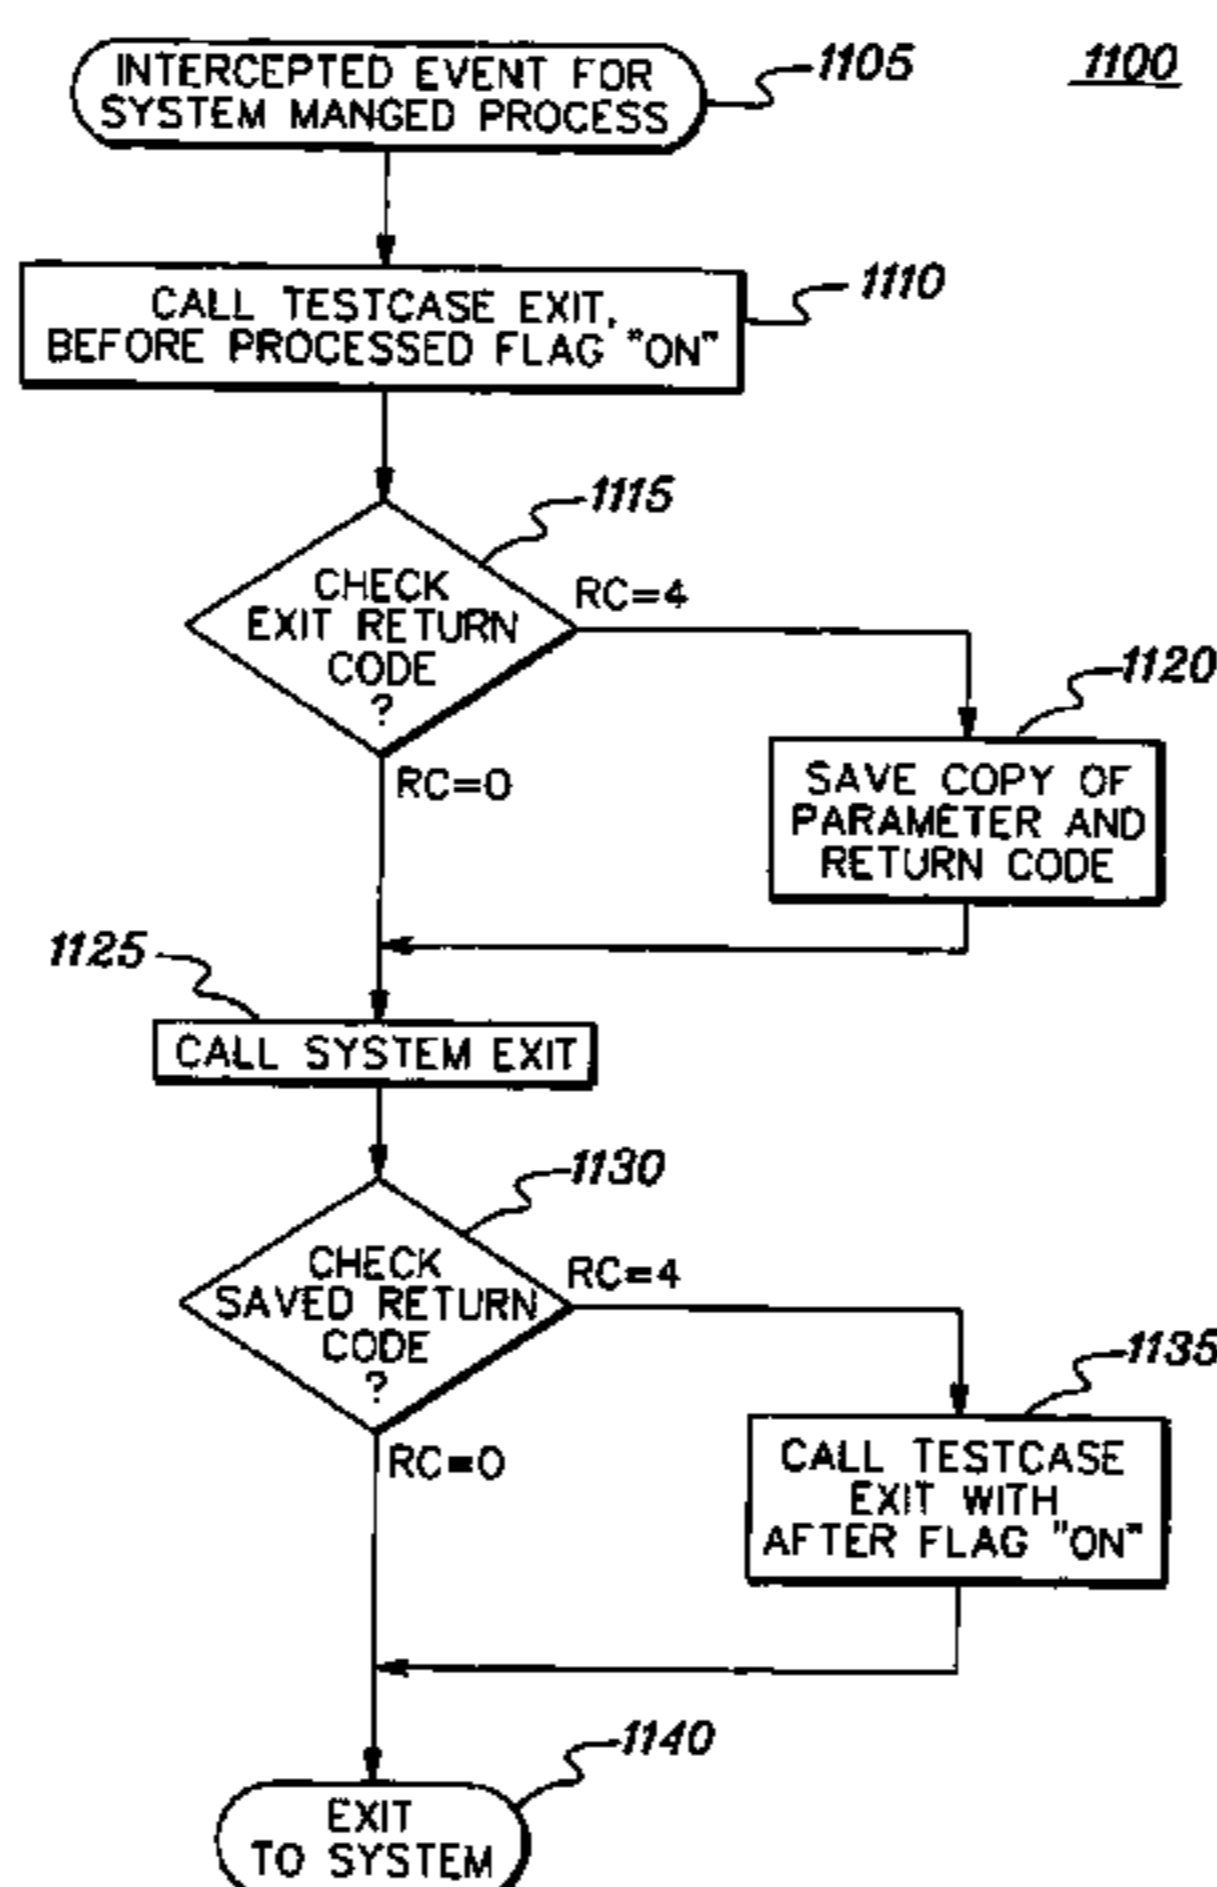 INTERCEPTED EVENT FOR
SYSTEM MANGED PROCESS
1105
1100
CALL TESTCASE EXIT,
BEFORE PROCESSED FLAG "ON"
1110
1115
CHECK
EXIT RETURN
CODE
?
RC=4
RC=0
1120
SAVE COPY OF
PARAMETER AND
RETURN CODE
1125
CALL SYSTEM EXIT
1130
CHECK
SAVED RETURN
CODE
?
RC=4
RC=0
1135
CALL TESTCASE
EXIT WITH
AFTER FLAG "ON"
1140
EXIT
TO SYSTEM